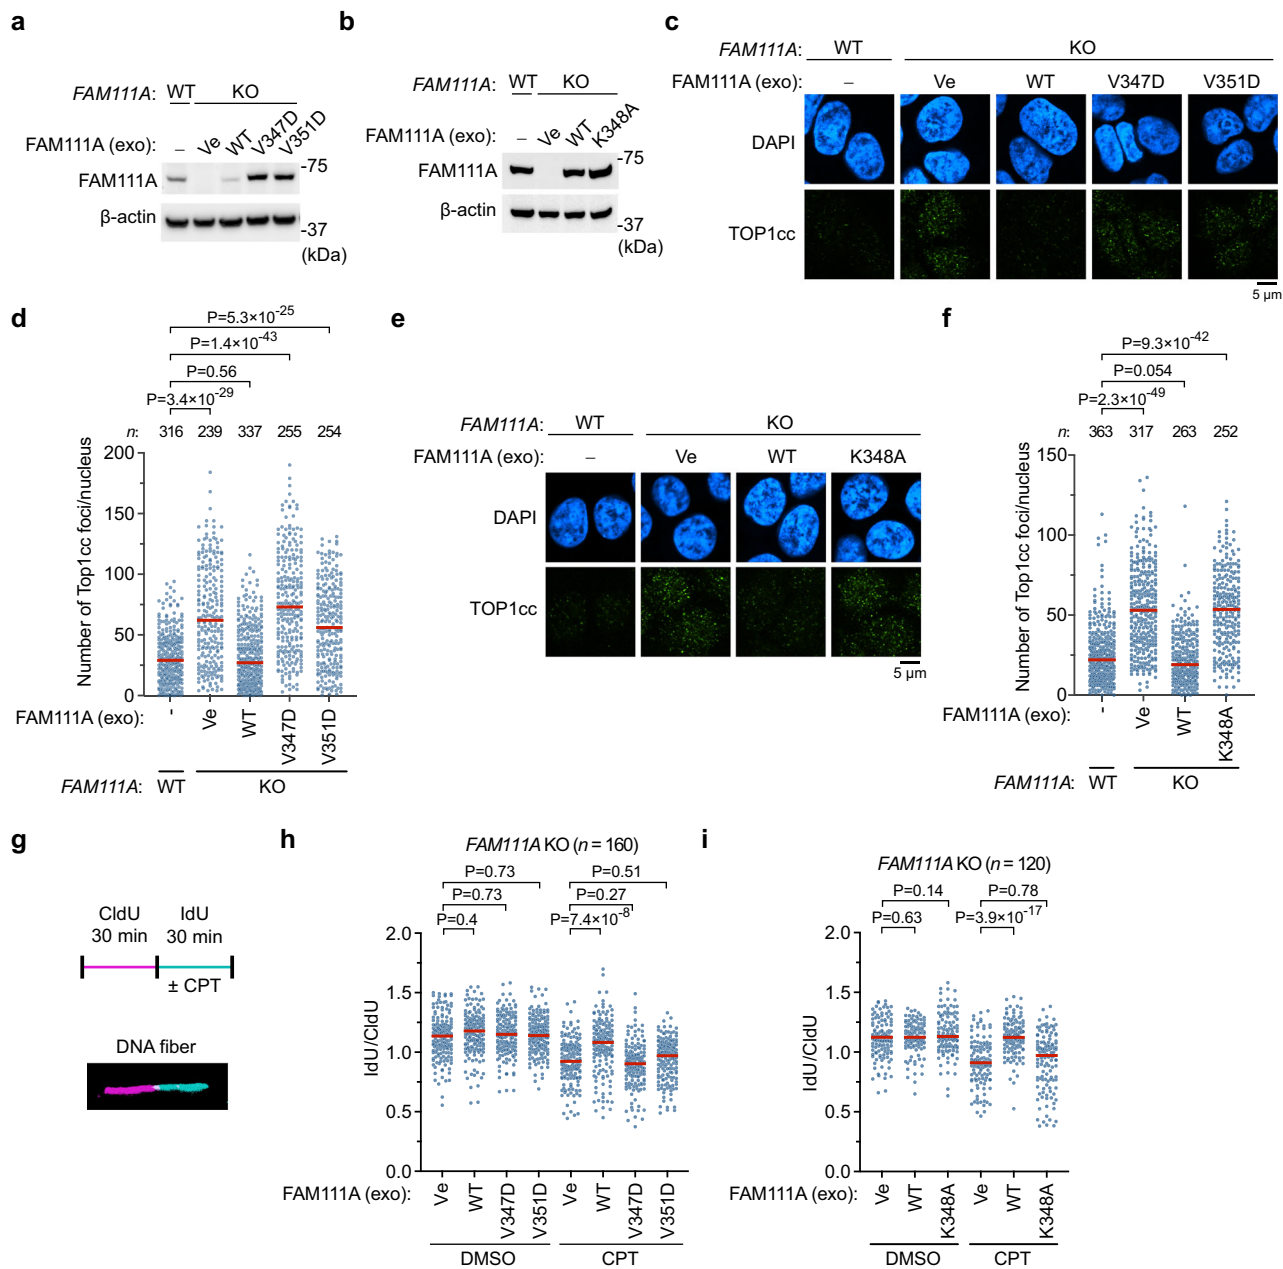 a
FAM111A: WT KO
FAM111A (exo): – Ve WT V347D V351D
FAM111A
-75
β-actin
-37
(kDa)
b
FAM111A: WT KO
FAM111A (exo): – Ve WT K348A
FAM111A
-75
β-actin
-37
(kDa)
c
FAM111A: WT KO
FAM111A (exo): – Ve WT V347D V351D
DAPI
TOP1cc
5 μm
d
P=5.3×10-25
P=1.4×10-43
P=0.56
P=3.4×10-29
n: 316 239 337 255 254
Number of Top1cc foci/nucleus
200
150
100
50
0
FAM111A (exo): - Ve WT V347D V351D
FAM111A: WT KO
e
FAM111A: WT KO
FAM111A (exo): – Ve WT K348A
DAPI
TOP1cc
5 μm
f
P=9.3×10-42
P=0.054
P=2.3×10-49
n: 363 317 263 252
Number of Top1cc foci/nucleus
150
100
50
0
FAM111A (exo): - Ve WT K348A
FAM111A: WT KO
g
CldU IdU
30 min 30 min
± CPT
DNA fiber
h
FAM111A KO (n = 160)
P=0.73 P=0.51
P=0.73 P=0.27
P=0.4 P=7.4×10-8
IdU/CldU
2.0
1.5
1.0
0.5
0.0
FAM111A (exo): Ve WT V347D V351D Ve WT V347D V351D
DMSO CPT
i
FAM111A KO (n = 120)
P=0.14 P=0.78
P=0.63 P=3.9×10-17
IdU/CldU
2.0
1.5
1.0
0.5
0.0
FAM111A (exo): Ve WT K348A Ve WT K348A
DMSO CPT